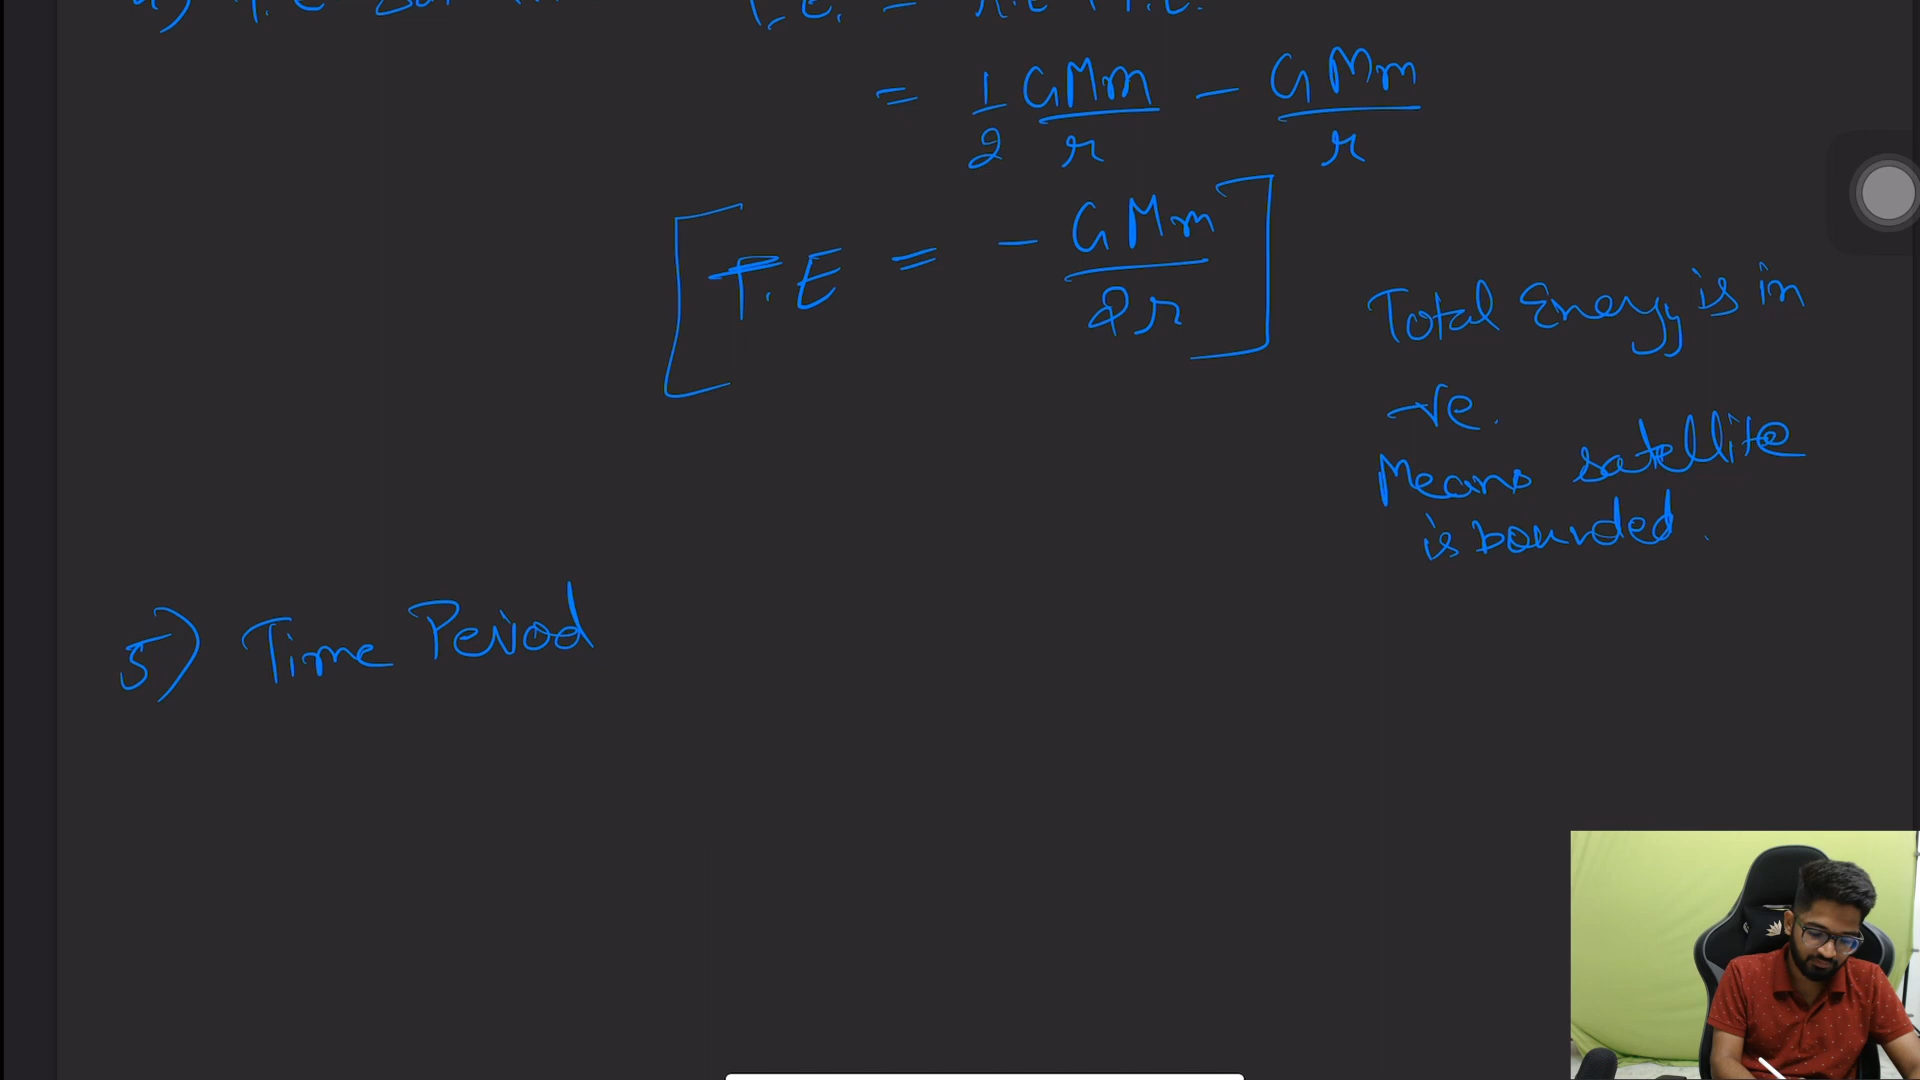 T.E. = K.E + P.E.
= 1/2 GMm/r - GMm/r
[T.E = - GMm/2r]
Total Energy is in
-ve.
Means satellite
is bounded.
5) Time Period